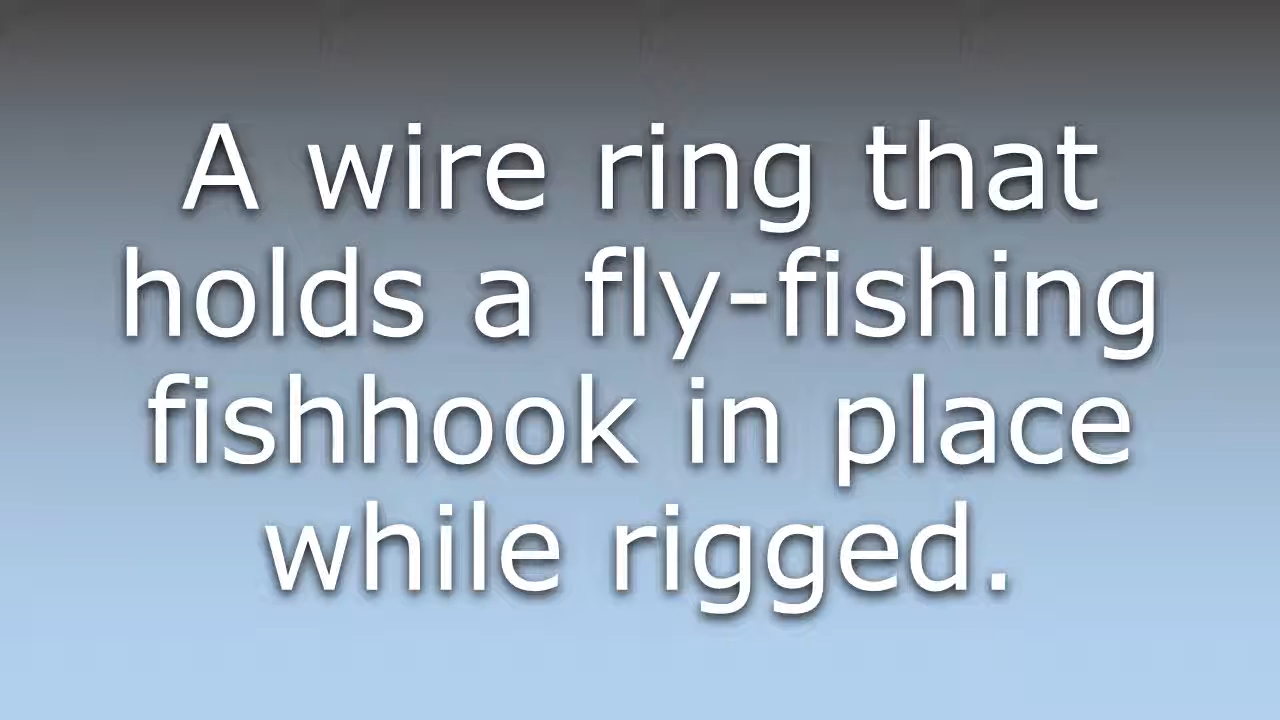 A wire ring that
holds a fly-fishing
fishhook in place
while rigged.